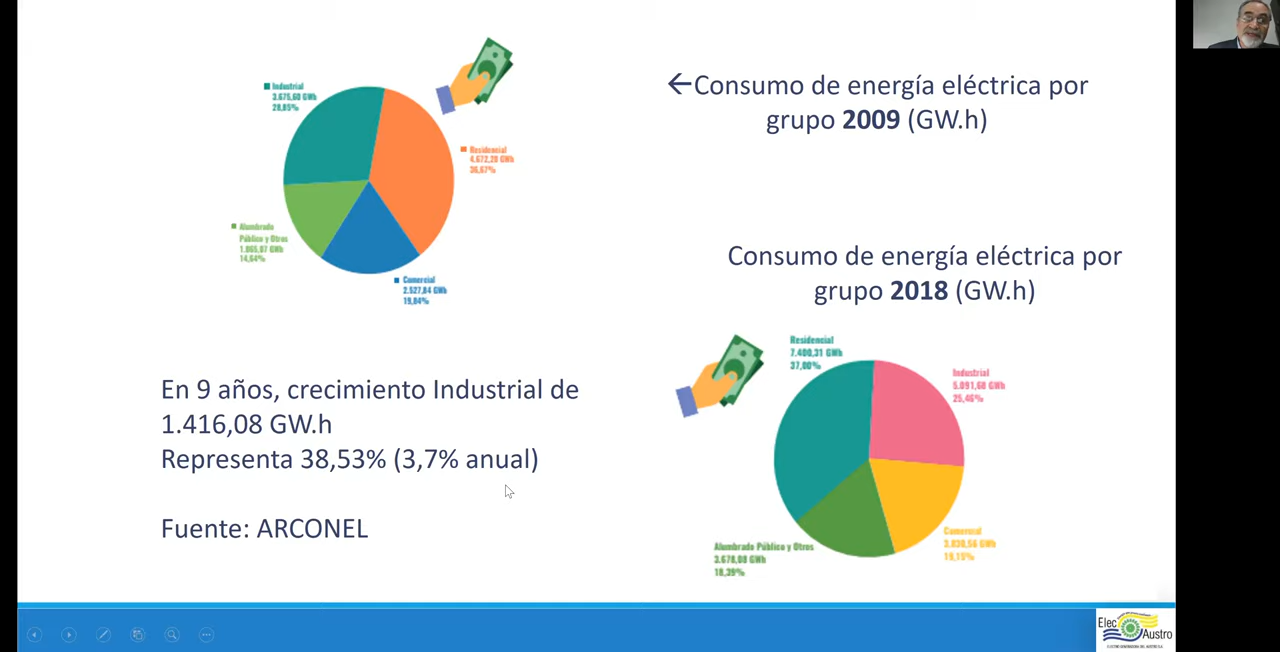 Industrial
3.675,60 GWh
28,85%
Residencial
4.672,28 GWh
36,67%
Alumbrado
Público y Otros
1.865,87 GWh
14,64%
Comercial
2.527,84 GWh
19,84%
←Consumo de energía eléctrica por
grupo 2009 (GW.h)
Consumo de energía eléctrica por
grupo 2018 (GW.h)
Residencial
7.400,31 GWh
37,00%
Industrial
5.091,68 GWh
25,46%
Comercial
3.830,56 GWh
19,15%
Alumbrado Público y Otros
3.678,08 GWh
18,39%
En 9 años, crecimiento Industrial de
1.416,08 GW.h
Representa 38,53% (3,7% anual)
Fuente: ARCONEL
Elec
Austro